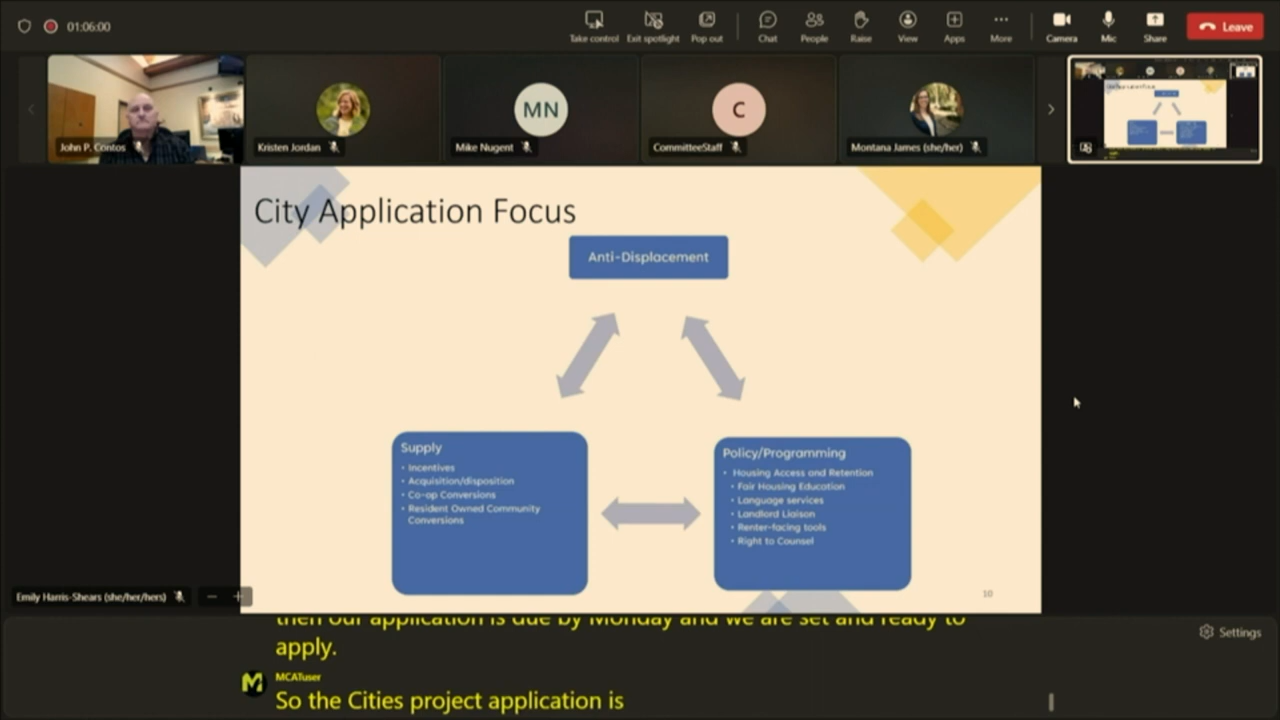 01:06:00
Take control
Exit spotlight
Pop out
Chat
People
Raise
View
Apps
More
Camera
Mic
Share
Leave
John P. Contos
Kristen Jordan
MN
Mike Nugent
C
CommitteeStaff
Montana James (she/her)
City Application Focus
Anti-Displacement
Supply
• Incentives
• Acquisition/disposition
• Co-op Conversions
• Resident Owned Community
Conversions
Policy/Programming
• Housing Access and Retention
• Fair Housing Education
• Language services
• Landlord Liaison
• Renter-facing tools
• Right to Counsel
10
Emily Harris-Shears (she/her/hers)
then our application is due by Monday and we are set and ready to
apply.
Settings
MCATuser
So the Cities project application is